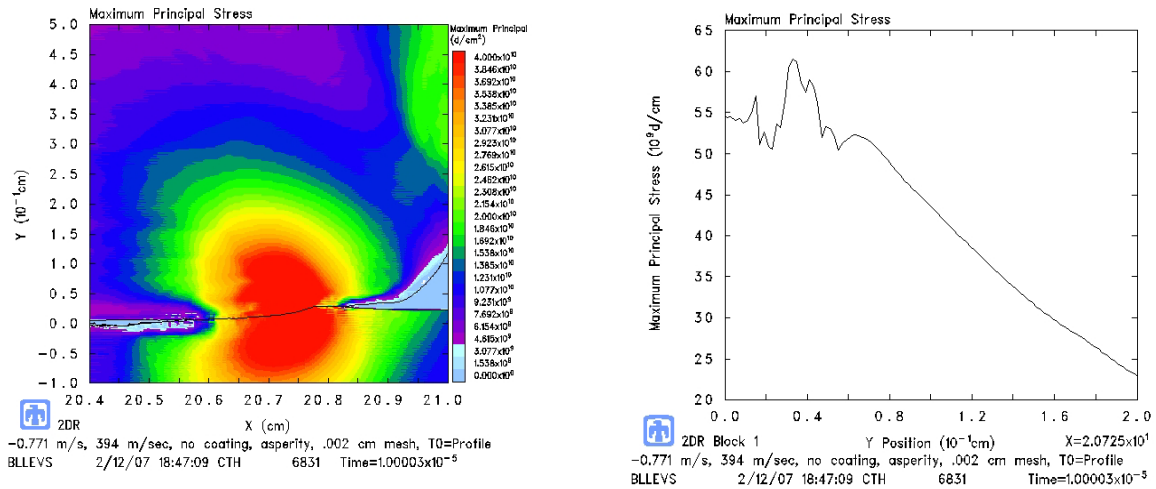 Maximum Principal Stress
Maximum Principal
(d/cm²)
4.000x10¹⁰
3.846x10¹⁰
3.692x10¹⁰
3.538x10¹⁰
3.385x10¹⁰
3.231x10¹⁰
3.077x10¹⁰
2.923x10¹⁰
2.769x10¹⁰
2.615x10¹⁰
2.462x10¹⁰
2.308x10¹⁰
2.154x10¹⁰
2.000x10¹⁰
1.846x10¹⁰
1.692x10¹⁰
1.538x10¹⁰
1.385x10¹⁰
1.231x10¹⁰
1.077x10¹⁰
9.231x10⁹
7.692x10⁹
6.154x10⁹
4.615x10⁹
3.077x10⁹
1.538x10⁹
0.000x10⁰
5.0
4.5
4.0
3.5
3.0
2.5
2.0
1.5
1.0
0.5
0.0
-0.5
-1.0
Y (10⁻¹cm)
20.4 20.5 20.6 20.7 20.8 20.9 21.0
X (cm)
2DR
-0.771 m/s, 394 m/sec, no coating, asperity, .002 cm mesh, T0=Profile
BLLEVS 2/12/07 18:47:09 CTH 6831 Time=1.00003x10⁻⁵
Maximum Principal Stress
65
60
55
50
45
40
35
30
25
20
Maximum Principal Stress (10⁹d/cm
0.0 0.4 0.8 1.2 1.6 2.0
2DR Block 1 Y Position (10⁻¹cm) X=2.0725x10¹
-0.771 m/s, 394 m/sec, no coating, asperity, .002 cm mesh, T0=Profile
BLLEVS 2/12/07 18:47:09 CTH 6831 Time=1.00003x10⁻⁵